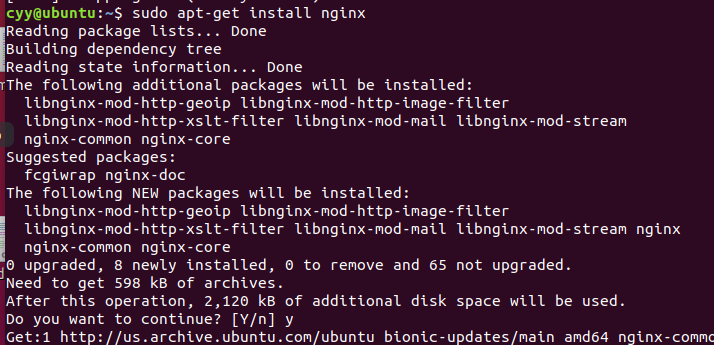 cyy@ubuntu:~$ sudo apt-get install nginx
Reading package lists... Done
Building dependency tree
Reading state information... Done
The following additional packages will be installed:
  libnginx-mod-http-geoip libnginx-mod-http-image-filter
  libnginx-mod-http-xslt-filter libnginx-mod-mail libnginx-mod-stream
  nginx-common nginx-core
Suggested packages:
  fcgiwrap nginx-doc
The following NEW packages will be installed:
  libnginx-mod-http-geoip libnginx-mod-http-image-filter
  libnginx-mod-http-xslt-filter libnginx-mod-mail libnginx-mod-stream nginx
  nginx-common nginx-core
0 upgraded, 8 newly installed, 0 to remove and 65 not upgraded.
Need to get 598 kB of archives.
After this operation, 2,120 kB of additional disk space will be used.
Do you want to continue? [Y/n] y
Get:1 http://us.archive.ubuntu.com/ubuntu bionic-updates/main amd64 nginx-commo